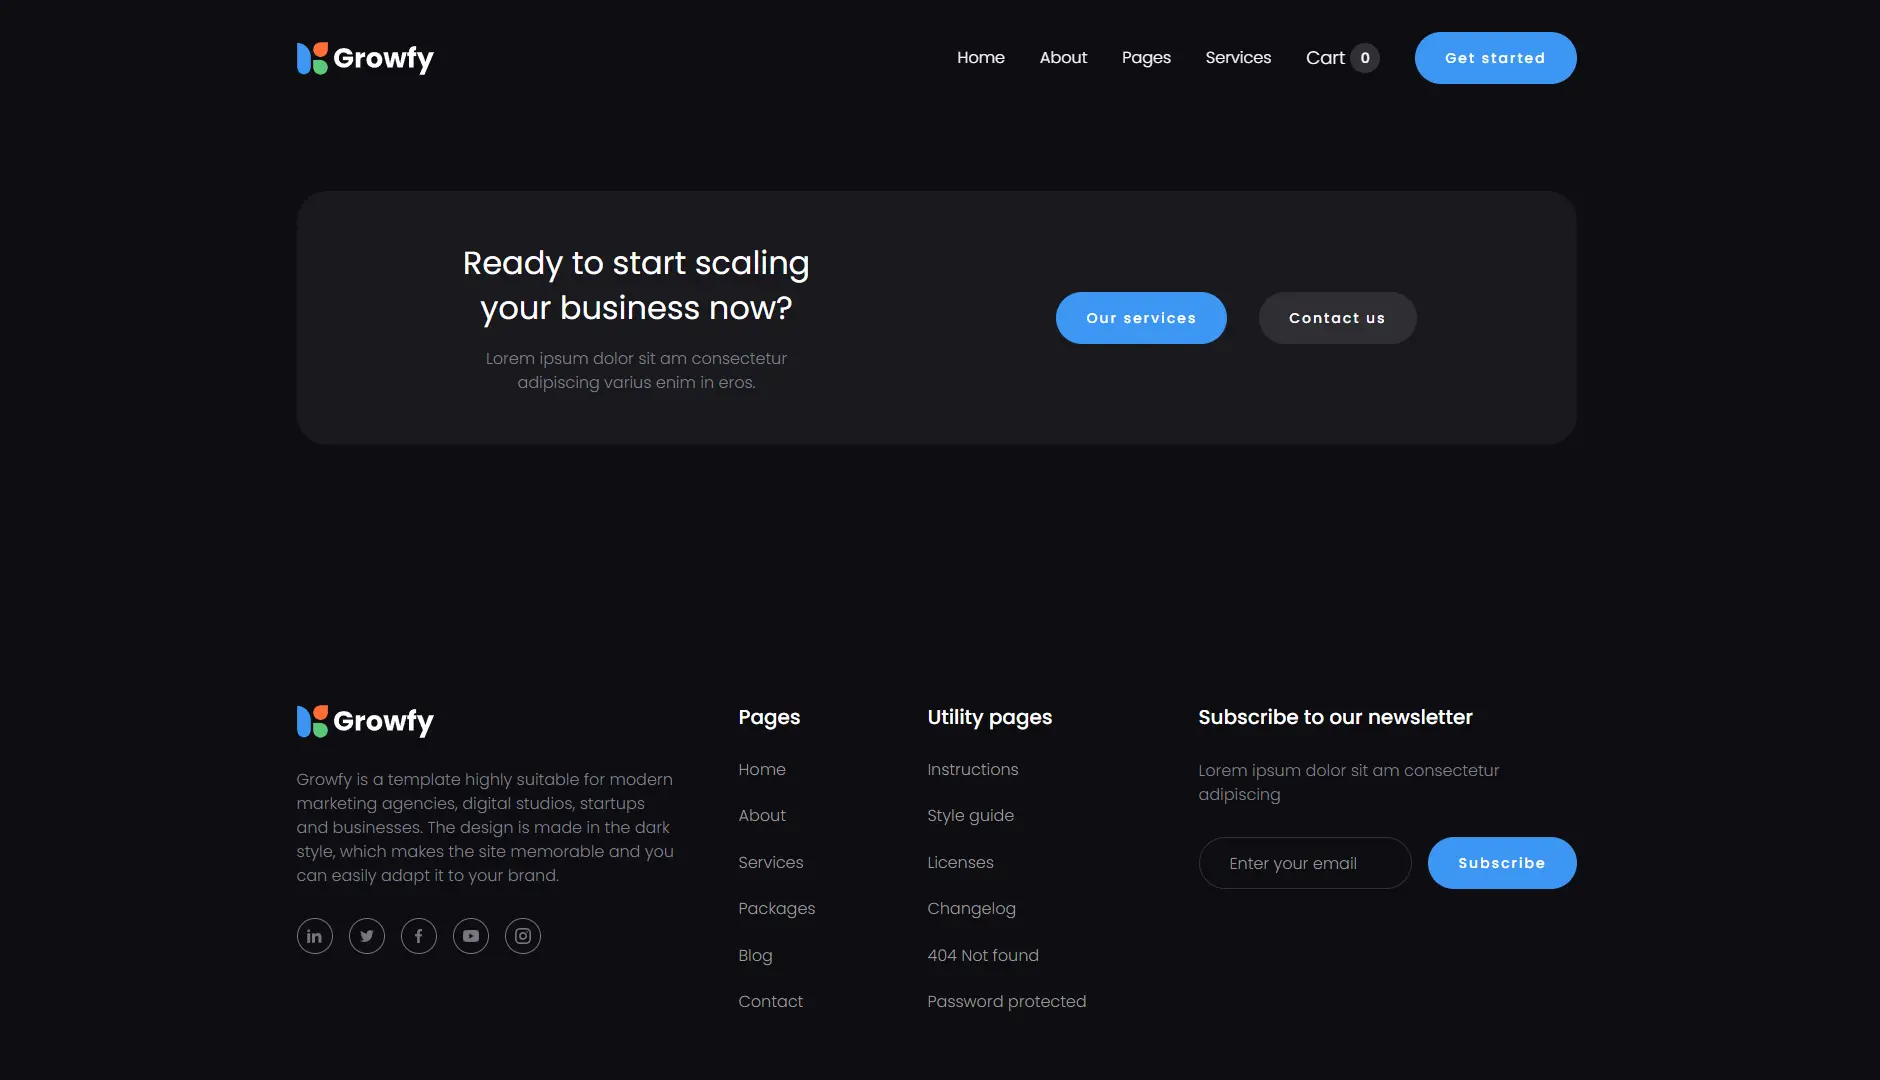 Growfy
Home About Pages Services Cart 0 Get started
Ready to start scaling
your business now?
Lorem ipsum dolor sit am consectetur
adipiscing varius enim in eros.
Our services Contact us
Growfy
Growfy is a template highly suitable for modern
marketing agencies, digital studios, startups
and businesses. The design is made in the dark
style, which makes the site memorable and you
can easily adapt it to your brand.
Pages
Home
About
Services
Packages
Blog
Contact
Utility pages
Instructions
Style guide
Licenses
Changelog
404 Not found
Password protected
Subscribe to our newsletter
Lorem ipsum dolor sit am consectetur
adipiscing
Enter your email Subscribe